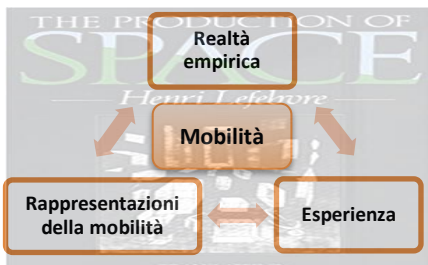 THE PRODUCTION OF
SPACE
Henri Lefebvre
Realtà
empirica
Mobilità
Rappresentazioni
della mobilità
Esperienza